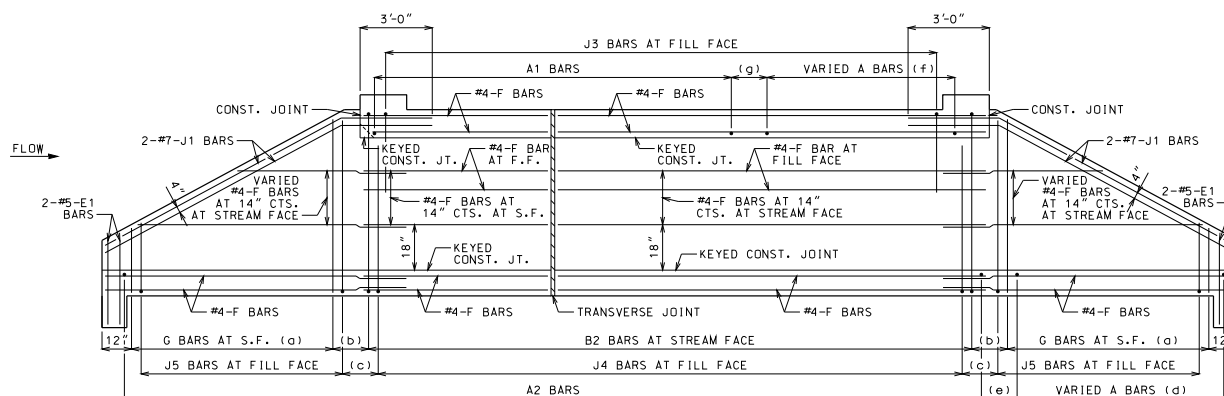 3'-0"
3'-0"
J3 BARS AT FILL FACE
A1 BARS
(g)
VARIED A BARS (f)
CONST. JOINT
#4-F BARS
#4-F BARS
CONST. JOINT
2-#7-J1 BARS
KEYED
CONST. JT.
#4-F BAR
AT F.F.
KEYED
CONST. JT.
#4-F BAR AT
FILL FACE
2-#7-J1 BARS
FLOW
4"
VARIED
#4-F BARS
AT 14" CTS.
AT STREAM FACE
#4-F BARS AT
14" CTS. AT S.F.
#4-F BARS AT 14"
CTS. AT STREAM FACE
VARIED
#4-F BARS
AT 14" CTS.
AT STREAM FACE
4"
2-#5-E1
BARS
2-#5-E1
BARS
18"
KEYED
CONST. JT.
18"
KEYED CONST. JOINT
#4-F BARS
#4-F BARS
TRANSVERSE JOINT
#4-F BARS
#4-F BARS
12"
G BARS AT S.F. (a)
(b)
B2 BARS AT STREAM FACE
(b)
G BARS AT S.F. (a)
12
J5 BARS AT FILL FACE
(c)
J4 BARS AT FILL FACE
(c)
J5 BARS AT FILL FACE
A2 BARS
(e)
VARIED A BARS (d)